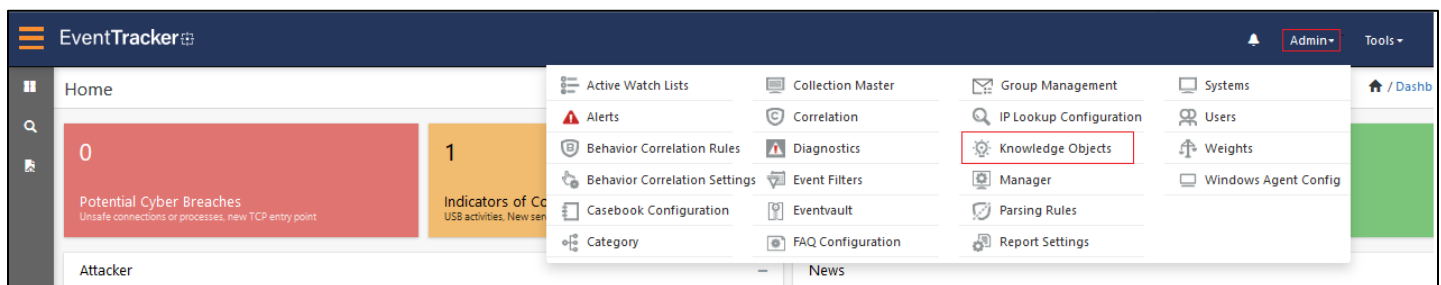 EventTracker
Admin
Tools
Home
/ Dashb
Active Watch Lists
Collection Master
Group Management
Systems
Alerts
Correlation
IP Lookup Configuration
Users
Behavior Correlation Rules
Diagnostics
Knowledge Objects
Weights
Behavior Correlation Settings
Event Filters
Manager
Windows Agent Config
Casebook Configuration
Eventvault
Parsing Rules
Category
FAQ Configuration
Report Settings
0
Potential Cyber Breaches
Unsafe connections or processes, new TCP entry point
1
Indicators of Co
USB activities, New sen
Attacker
News